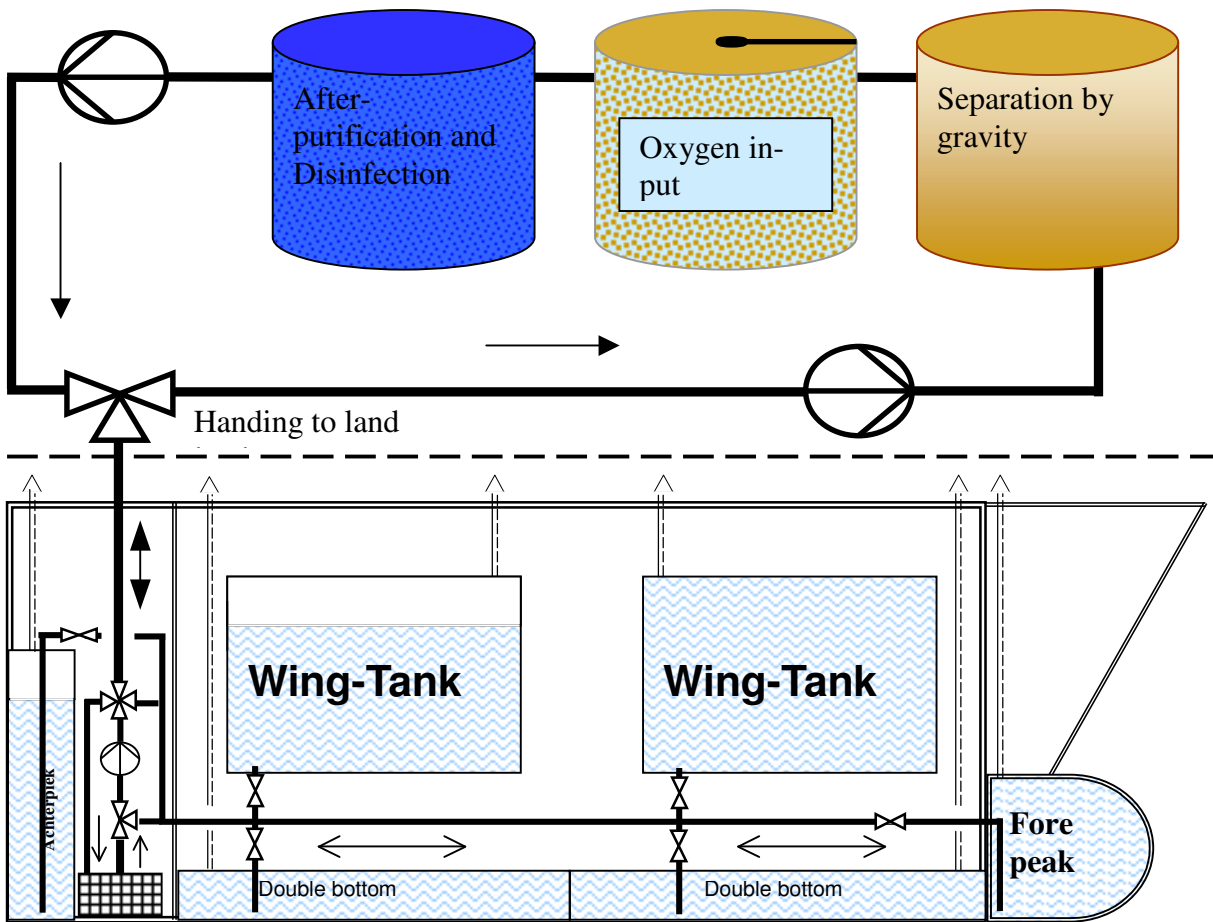 After-
purification and
Disinfection
Oxygen in-
put
Separation by
gravity
Handing to land
Wing-Tank
Wing-Tank
Achterpiek
Fore
peak
Double bottom
Double bottom